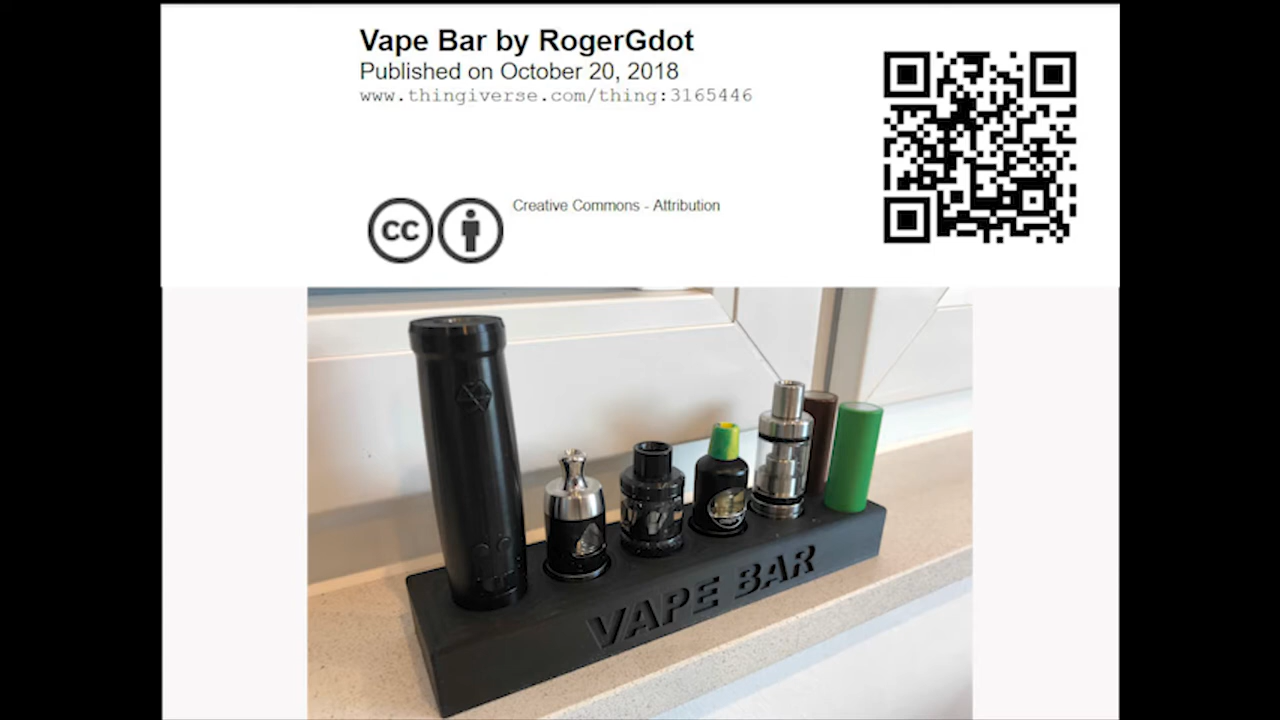 Vape Bar by RogerGdot
Published on October 20, 2018
www.thingiverse.com/thing:3165446
Creative Commons - Attribution
CC
VAPE BAR